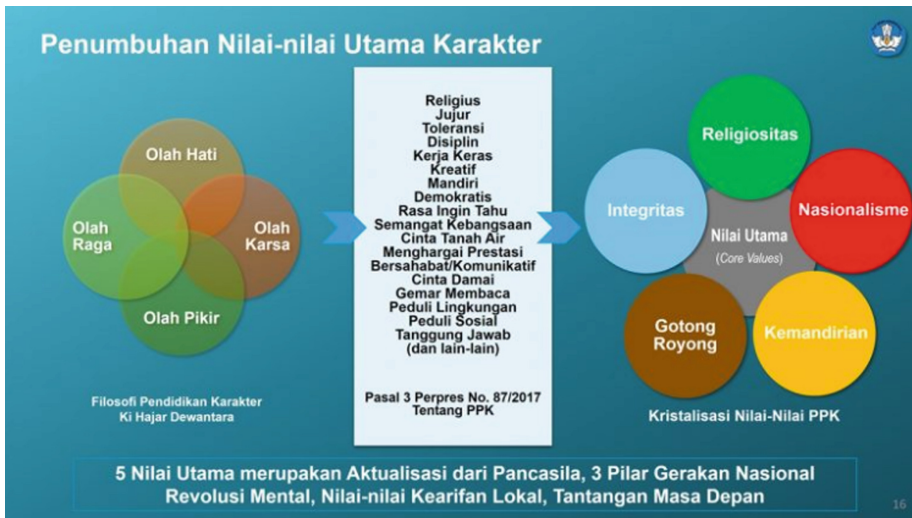 Penumbuhan Nilai-nilai Utama Karakter
Olah Hati
Olah
Raga
Olah
Karsa
Olah Pikir
Filosofi Pendidikan Karakter
Ki Hajar Dewantara
Religius
Jujur
Toleransi
Disiplin
Kerja Keras
Kreatif
Mandiri
Demokratis
Rasa Ingin Tahu
Semangat Kebangsaan
Cinta Tanah Air
Menghargai Prestasi
Bersahabat/Komunikatif
Cinta Damai
Gemar Membaca
Peduli Lingkungan
Peduli Sosial
Tanggung Jawab
(dan lain-lain)
Pasal 3 Perpres No. 87/2017
Tentang PPK
Religiositas
Integritas
Nasionalisme
Nilai Utama
(Core Values)
Gotong
Royong
Kemandirian
Kristalisasi Nilai-Nilai PPK
5 Nilai Utama merupakan Aktualisasi dari Pancasila, 3 Pilar Gerakan Nasional
Revolusi Mental, Nilai-nilai Kearifan Lokal, Tantangan Masa Depan
16